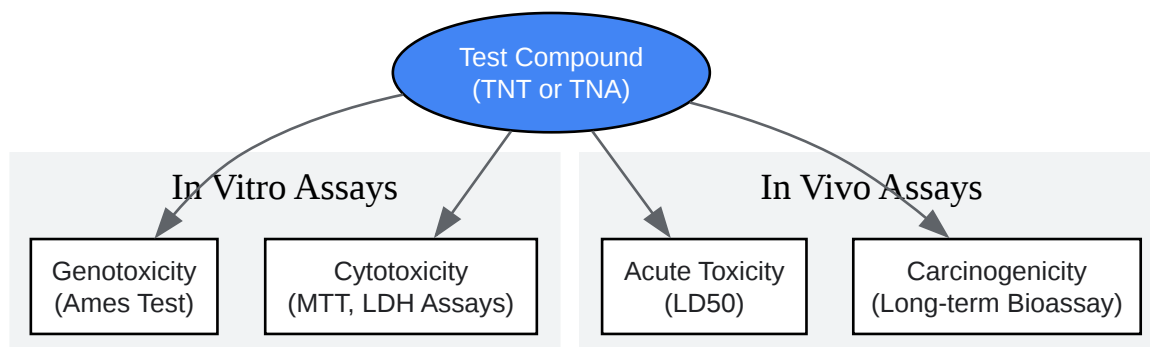 Test Compound
(TNT or TNA)
In Vitro Assays
In Vivo Assays
Genotoxicity
(Ames Test)
Cytotoxicity
(MTT, LDH Assays)
Acute Toxicity
(LD50)
Carcinogenicity
(Long-term Bioassay)